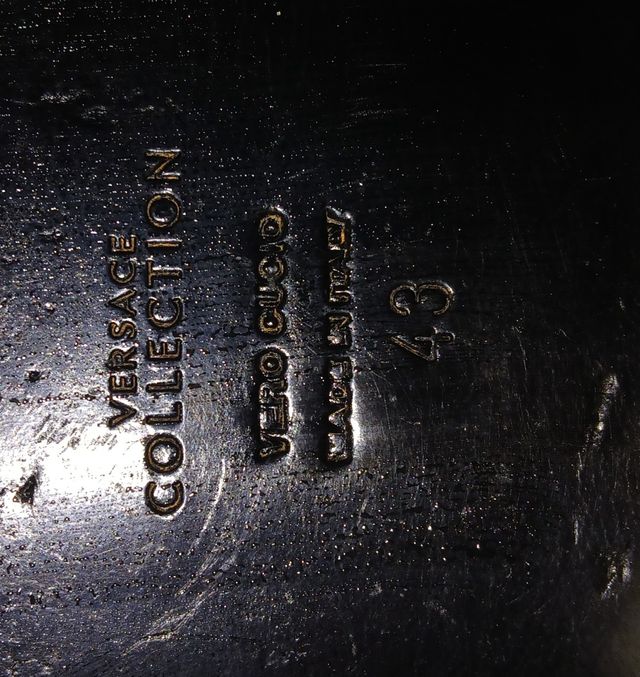 VERSACE
COLLECTION
VERO CUOIO
MADE IN ITALY
43